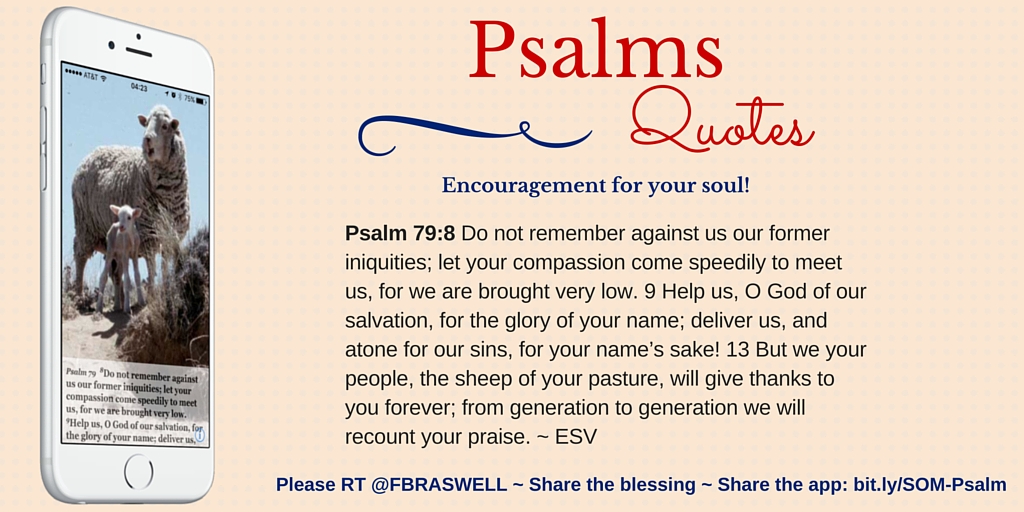 Psalms
Quotes
Encouragement for your soul!
Psalm 79:8 Do not remember against us our former
iniquities; let your compassion come speedily to meet
us, for we are brought very low. 9 Help us, O God of our
salvation, for the glory of your name; deliver us, and
atone for our sins, for your name’s sake! 13 But we your
people, the sheep of your pasture, will give thanks to
you forever; from generation to generation we will
recount your praise. ~ ESV
Please RT @FBRASWELL ~ Share the blessing ~ Share the app: bit.ly/SOM-Psalm
AT&T 04:23 75%
Psalm 79 8Do not remember against
us our former iniquities; let your
compassion come speedily to meet
us, for we are brought very low.
9Help us, O God of our salvation, for
the glory of your name; deliver us,